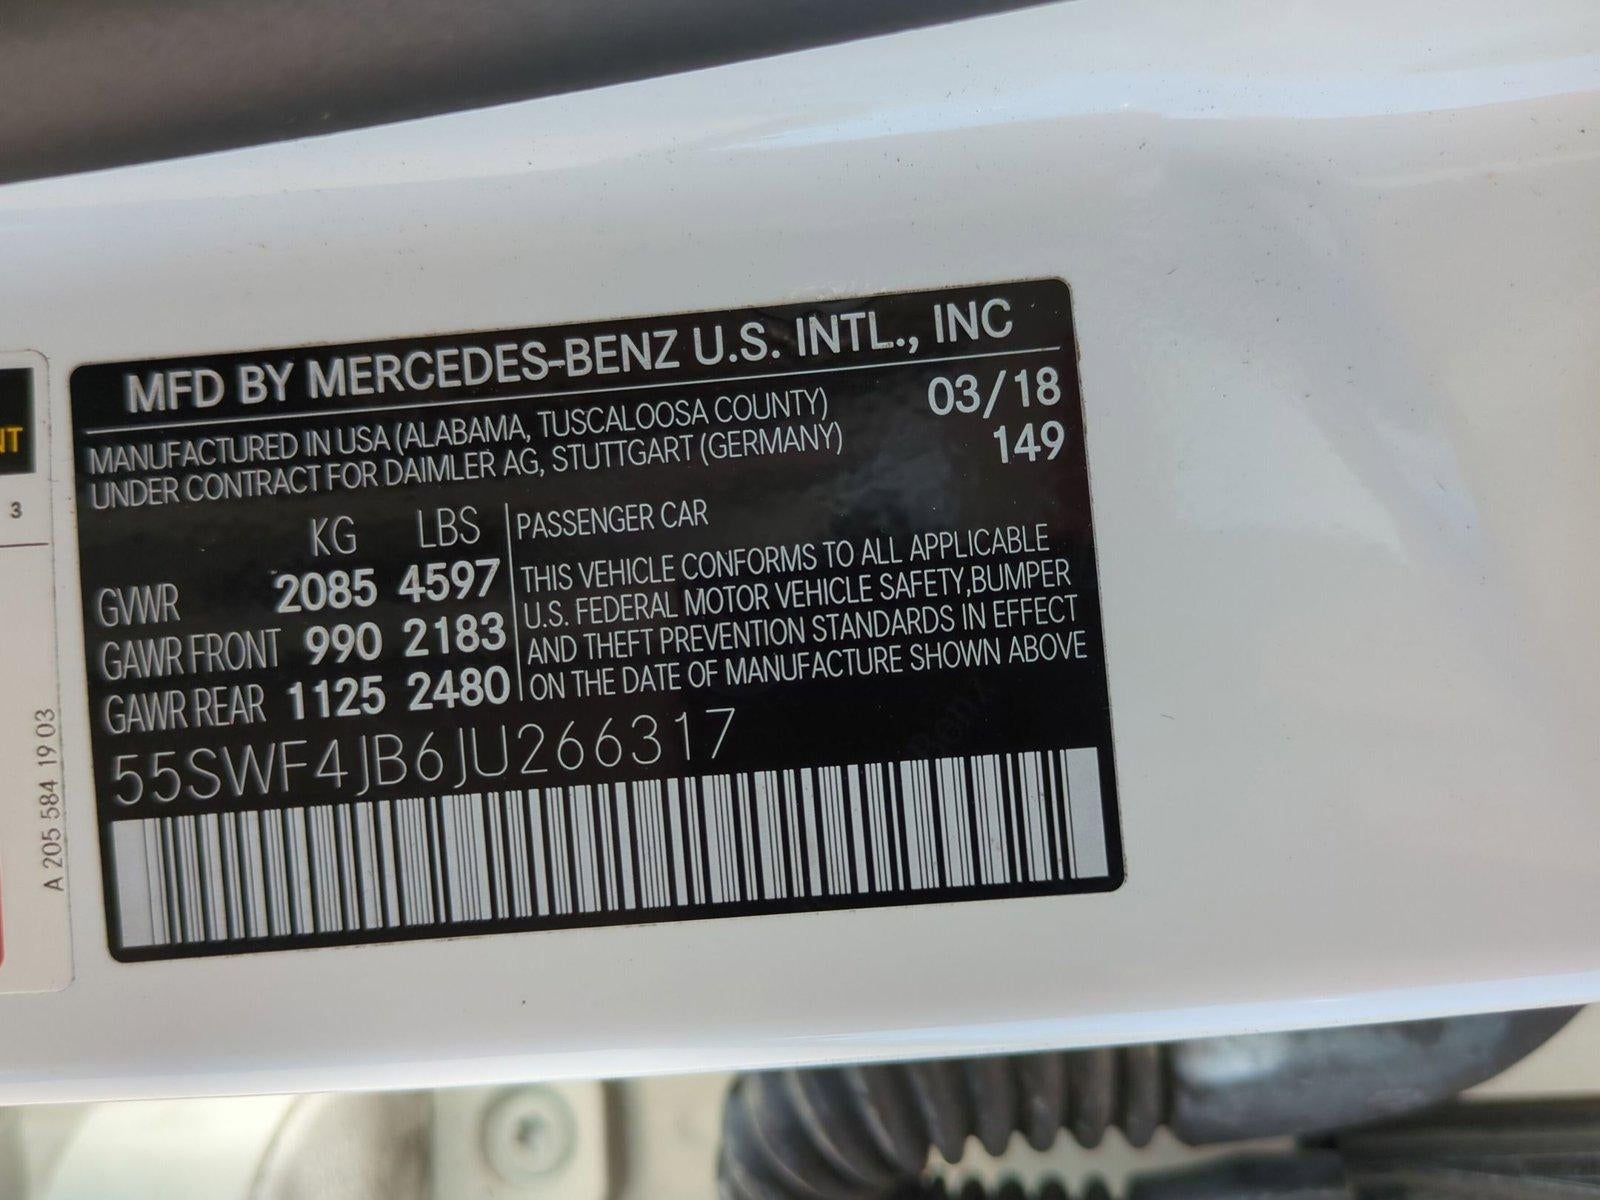 MFD BY MERCEDES-BENZ U.S. INTL., INC
MANUFACTURED IN USA (ALABAMA, TUSCALOOSA COUNTY) 03/18
UNDER CONTRACT FOR DAIMLER AG, STUTTGART (GERMANY) 149
KG LBS
GVWR 2085 4597
GAWR FRONT 990 2183
GAWR REAR 1125 2480
PASSENGER CAR
THIS VEHICLE CONFORMS TO ALL APPLICABLE
U.S. FEDERAL MOTOR VEHICLE SAFETY,BUMPER
AND THEFT PREVENTION STANDARDS IN EFFECT
ON THE DATE OF MANUFACTURE SHOWN ABOVE
55SWF4JB6JU266317
NT
3
A 205 584 19 03